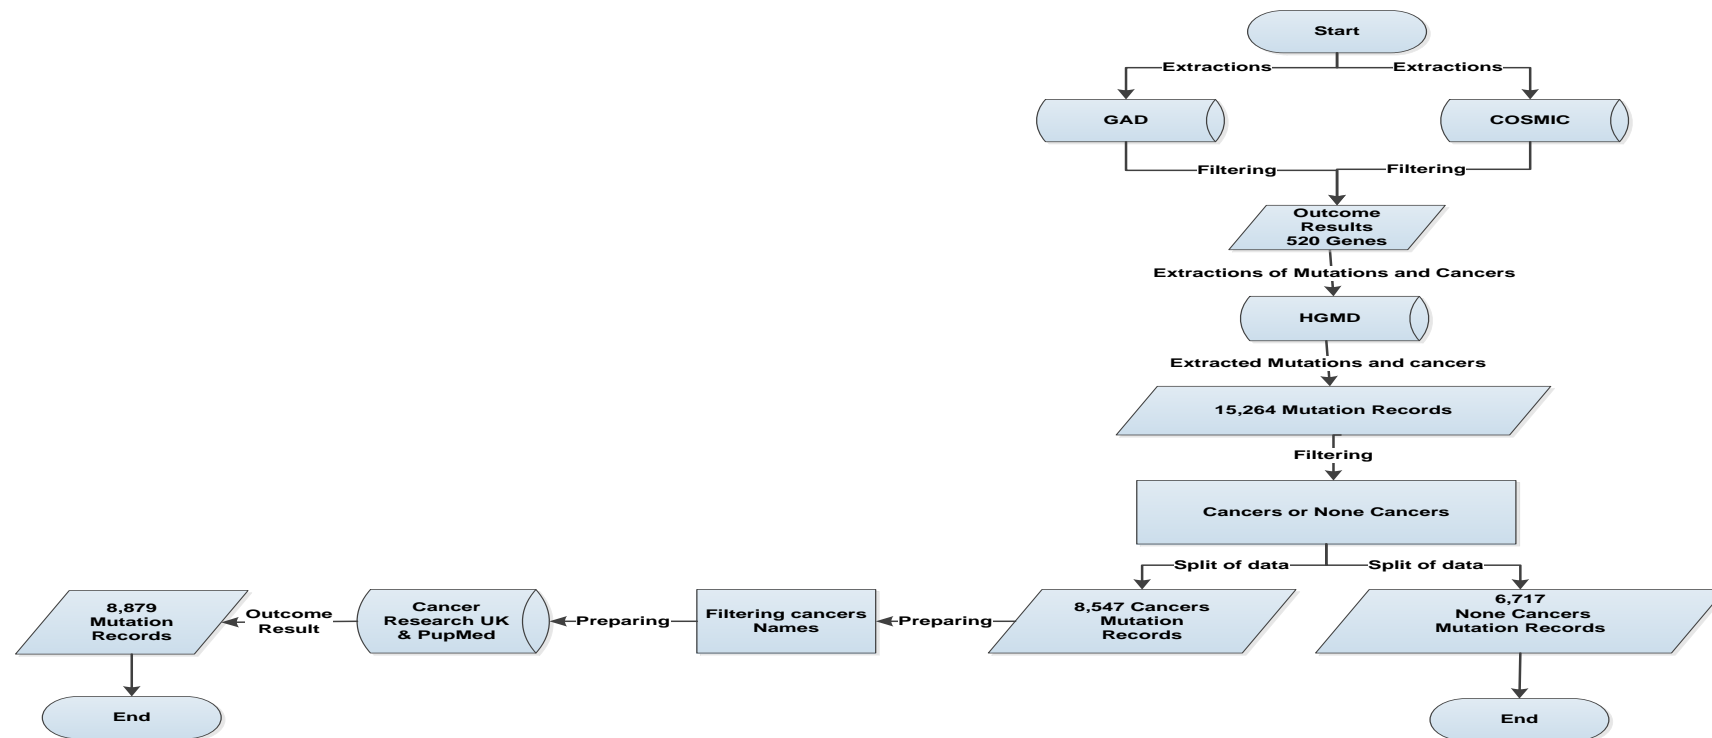 Start
Extractions
Extractions
GAD
COSMIC
Filtering
Filtering
Outcome
Results
520 Genes
Extractions of Mutations and Cancers
HGMD
Extracted Mutations and cancers
15,264 Mutation Records
Filtering
Cancers or None Cancers
Split of data
Split of data
8,547 Cancers
Mutation
Records
6,717
None Cancers
Mutation Records
Preparing
Filtering cancers
Names
Preparing
Cancer
Research UK
& PupMed
Outcome
Result
8,879
Mutation
Records
End
End